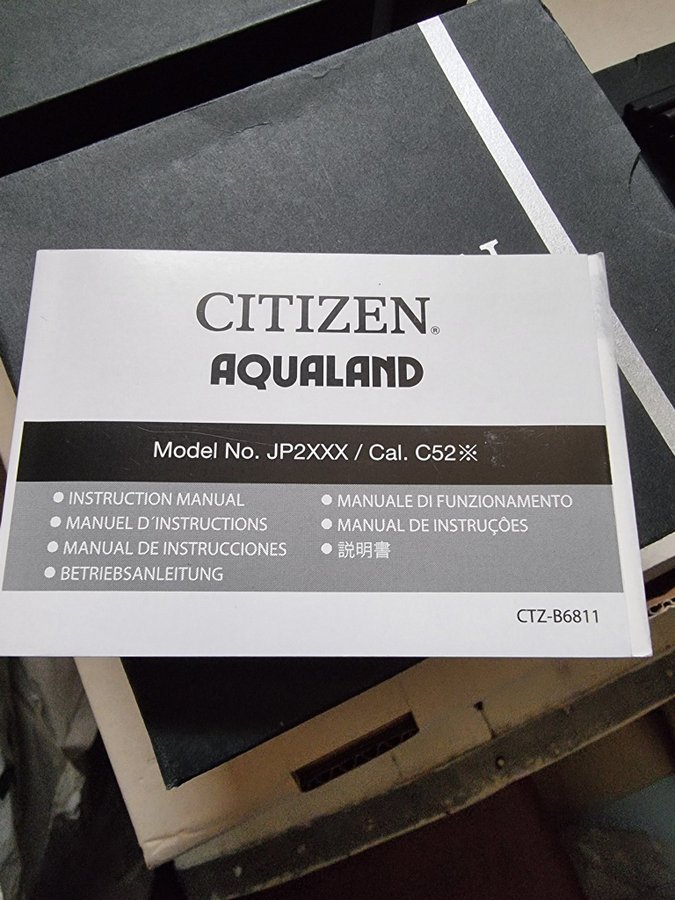 CITIZEN®
AQUALAND
Model No. JP2XXX / Cal. C52※
● INSTRUCTION MANUAL
● MANUEL D´INSTRUCTIONS
● MANUAL DE INSTRUCCIONES
● BETRIEBSANLEITUNG
● MANUALE DI FUNZIONAMENTO
● MANUAL DE INSTRUÇÕES
● 説明書
CTZ-B6811